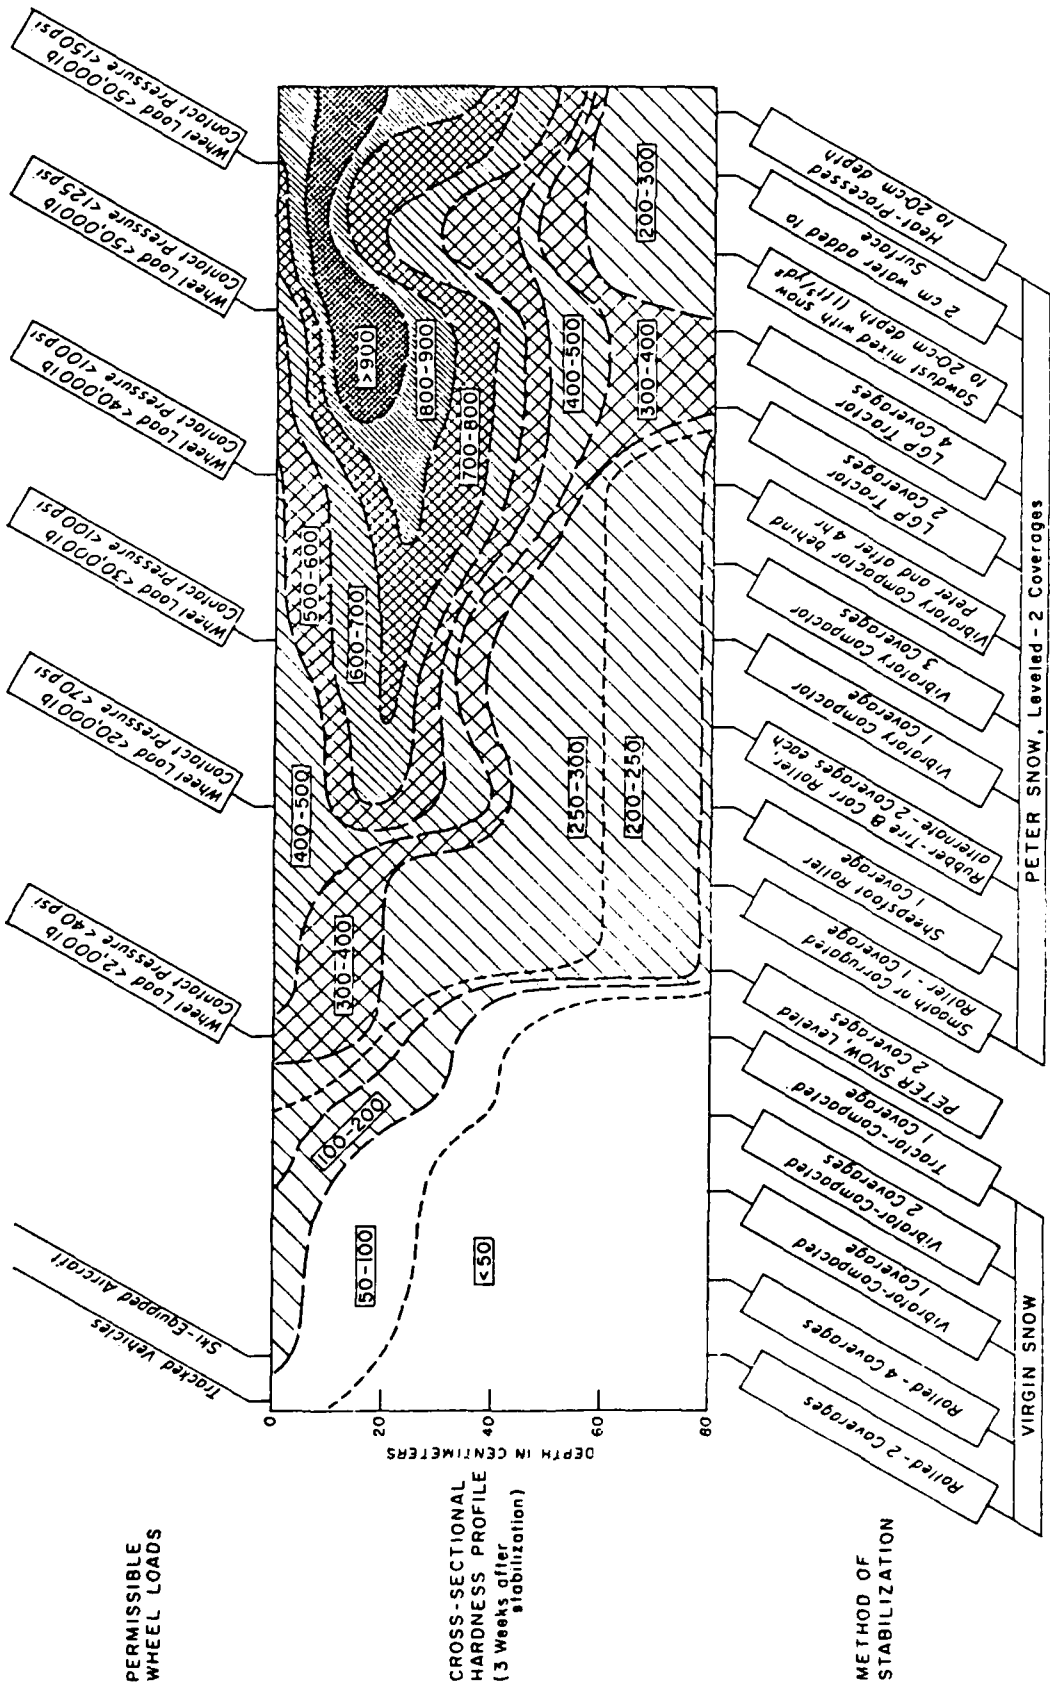 PERMISSIBLE
WHEEL LOADS
Tracked Vehicles
Ski-Equipped Aircraft
Wheel Load <2,000 lb
Contact Pressure <40 psi
Wheel Load <20,000 lb
Contact Pressure <70 psi
Wheel Load <30,000 lb
Contact Pressure <100 psi
Wheel Load <40,000 lb
Contact Pressure <100 psi
Wheel Load <50,000 lb
Contact Pressure <125 psi
Wheel Load <50,000 lb
Contact Pressure <150 psi
CROSS-SECTIONAL
HARDNESS PROFILE
(3 Weeks after
stabilization)
DEPTH IN CENTIMETERS
0
20
40
60
80
50-100
<50
100-200
300-400
400-500
250-300
200-250
500-600
600-700
700-800
800-900
>900
400-500
300-400
200-300
METHOD OF
STABILIZATION
Rolled - 2 Coverages
Rolled - 4 Coverages
Vibrator-Compacted
1 Coverage
Vibrator-Compacted
2 Coverages
Tractor-Compacted
1 Coverage
PETER SNOW, Leveled
2 Coverages
Smooth or Corrugated
Roller - 1 Coverage
Sheepsfoot Roller
1 Coverage
Rubber-Tire & Corr Roller,
alternate - 2 Coverages each
Vibratory Compactor
1 Coverage
Vibratory Compactor
3 Coverages
Vibratory Compactor behind
Peter and after 4 hr
LGP Tractor
2 Coverages
LGP Tractor
4 Coverages
Sawdust mixed with snow
to 20-cm depth (1 ft³/yd²
2 cm water added to
Surface
Heat-Processed
to 20-cm depth
VIRGIN SNOW
PETER SNOW, Leveled - 2 Coverages